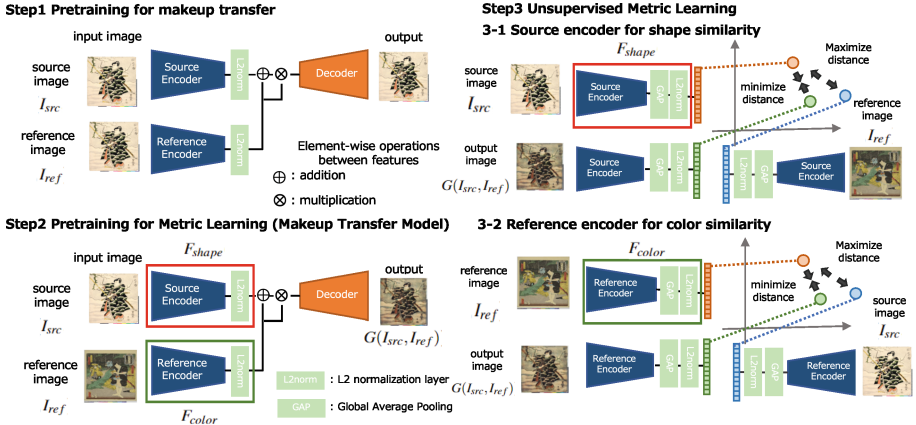 Step1 Pretraining for makeup transfer
input image
output
source
image
I_src
Source
Encoder
L2norm
Decoder
reference
image
I_ref
Reference
Encoder
L2norm
Element-wise operations
between features
: addition
: multiplication
Step2 Pretraining for Metric Learning (Makeup Transfer Model)
input image
F_shape
output
source
image
I_src
Source
Encoder
L2norm
Decoder
G(I_src, I_ref)
reference
image
I_ref
Reference
Encoder
L2norm
F_color
L2norm : L2 normalization layer
GAP : Global Average Pooling
Step3 Unsupervised Metric Learning
3-1 Source encoder for shape similarity
F_shape
source
image
I_src
Source
Encoder
GAP
L2norm
Maximize
distance
minimize
distance
reference
image
I_ref
output
image
G(I_src, I_ref)
Source
Encoder
GAP
L2norm
L2norm
GAP
Source
Encoder
3-2 Reference encoder for color similarity
F_color
reference
image
I_ref
Reference
Encoder
GAP
L2norm
Maximize
distance
minimize
distance
source
image
I_src
output
image
G(I_src, I_ref)
Reference
Encoder
GAP
L2norm
L2norm
GAP
Reference
Encoder